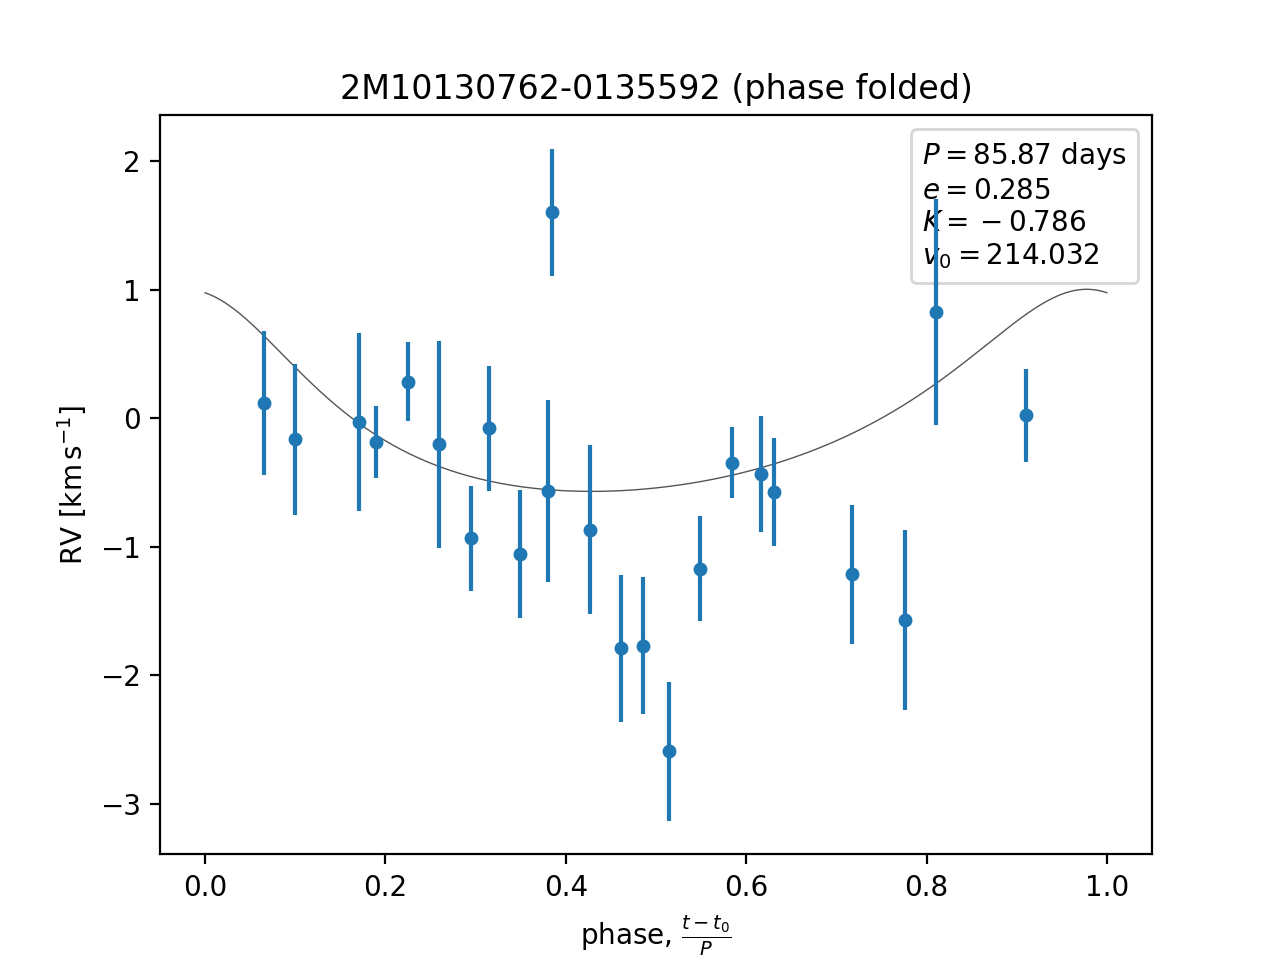 2M10130762-0135592 (phase folded)
P = 85.87 days
e = 0.285
K = −0.786
v₀ = 214.032
2
1
0
−1
−2
−3
RV [km s⁻¹]
0.0 0.2 0.4 0.6 0.8 1.0
phase, (t − t₀)/P